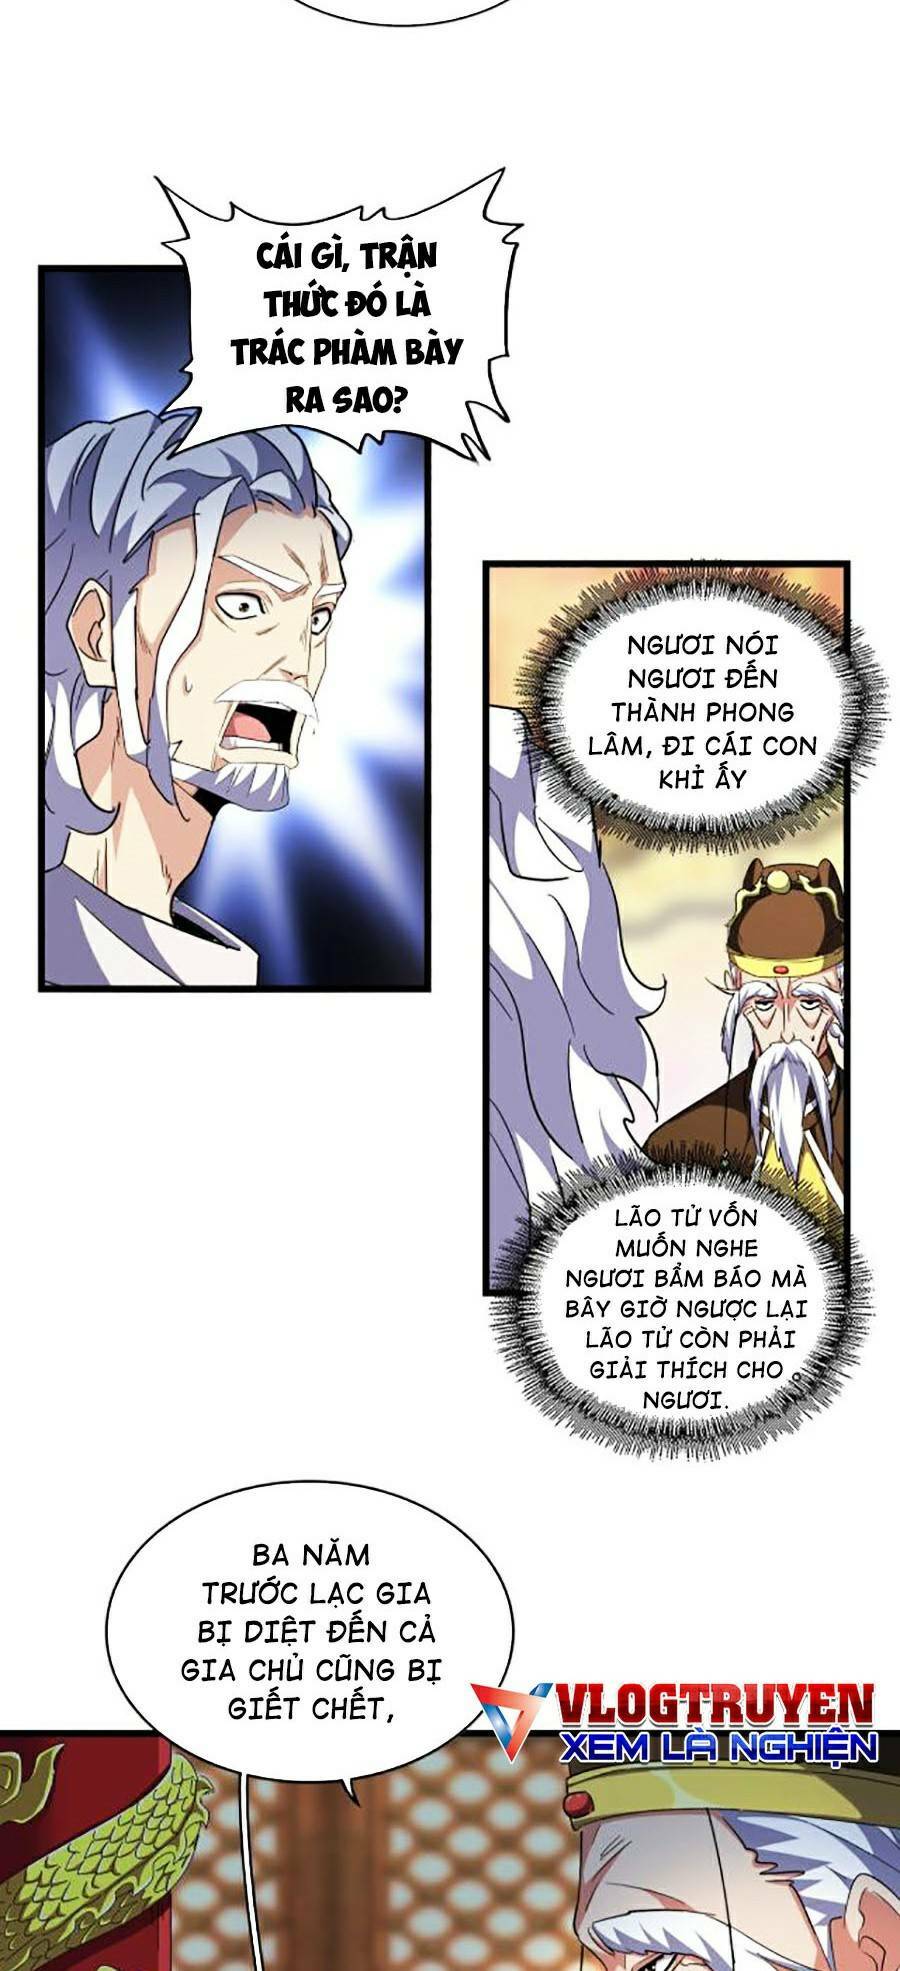 CÁI GÌ, TRẬN
THỨC ĐÓ LÀ
TRÁC PHÀM BÀY
RA SAO?
NGƯƠI NÓI
NGƯƠI ĐẾN
THÀNH PHONG
LÂM, ĐI CÁI CON
KHỈ ẤY
LÃO TỬ VỐN
MUỐN NGHE
NGƯƠI BẨM BÁO MÀ
BÂY GIỜ NGƯỢC LẠI
LÃO TỬ CÒN PHẢI
GIẢI THÍCH CHO
NGƯƠI.
BA NĂM
TRƯỚC LẠC GIA
BỊ DIỆT ĐẾN CẢ
GIA CHỦ CŨNG BỊ
GIẾT CHẾT,
VLOGTRUYEN
XEM LÀ NGHIỆN